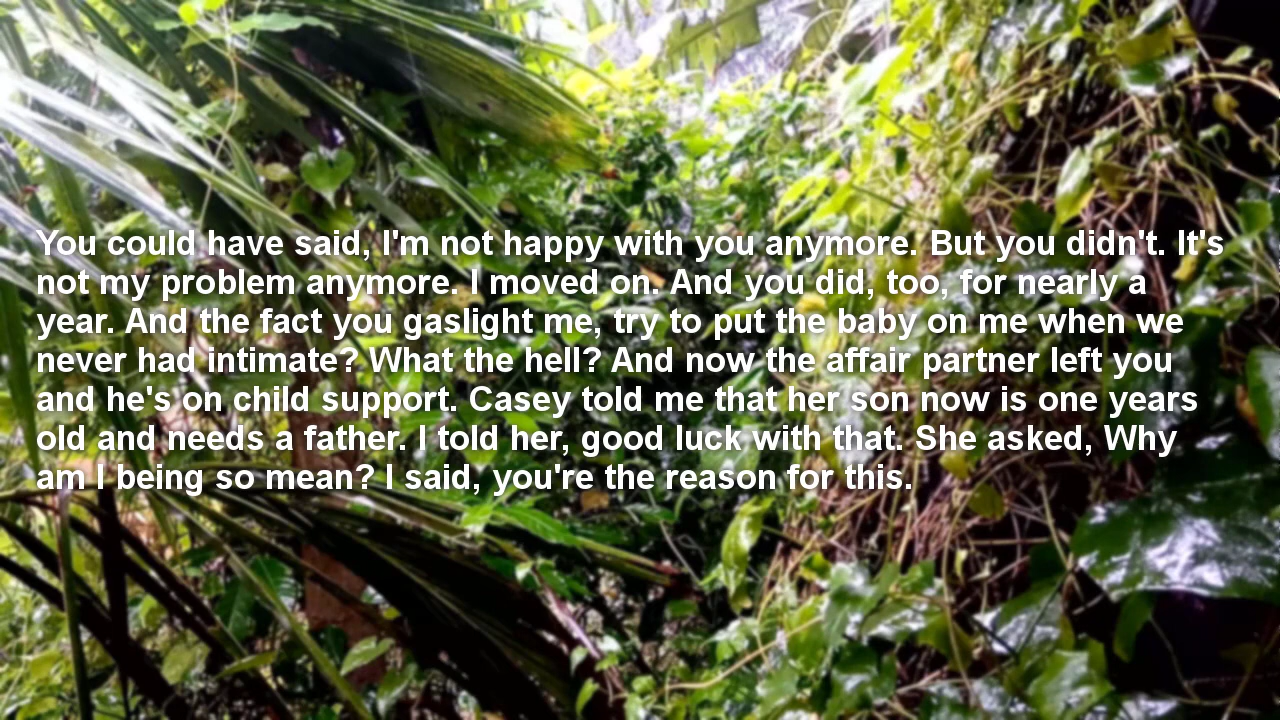 You could have said, I'm not happy with you anymore. But you didn't. It's
not my problem anymore. I moved on. And you did, too, for nearly a
year. And the fact you gaslight me, try to put the baby on me when we
never had intimate? What the hell? And now the affair partner left you
and he's on child support. Casey told me that her son now is one years
old and needs a father. I told her, good luck with that. She asked, Why
am I being so mean? I said, you're the reason for this.